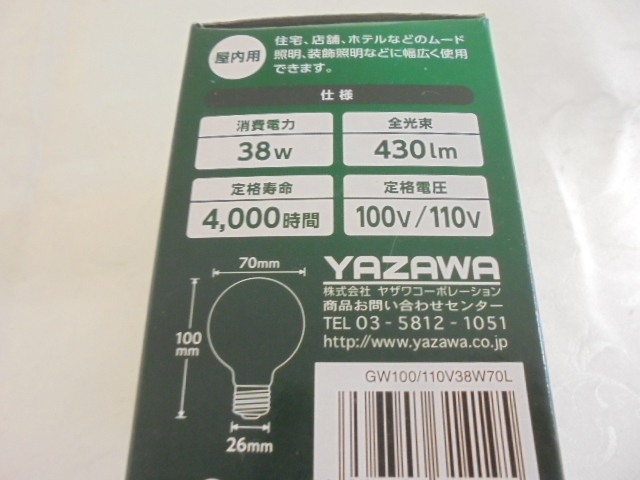 屋内用
住宅、店舗、ホテルなどのムード
照明、装飾照明などに幅広く使用
できます。
仕様
消費電力
38W
全光束
430lm
定格寿命
4,000時間
定格電圧
100V/110V
70mm
100
mm
26mm
YAZAWA
株式会社 ヤザワコーポレーション
商品お問い合わせセンター
TEL 03-5812-1051
http://www.yazawa.co.jp
GW100/110V38W70L